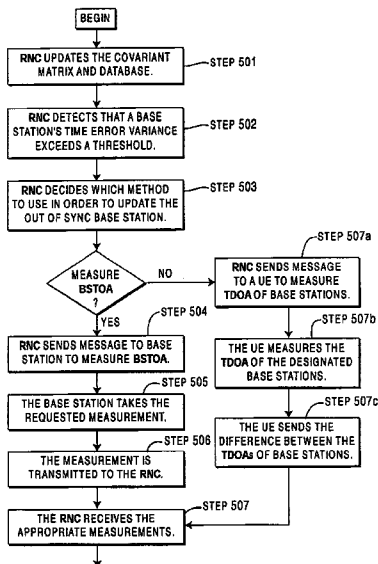 BEGIN
RNC UPDATES THE COVARIANT
MATRIX AND DATABASE.
STEP 501
RNC DETECTS THAT A BASE
STATION'S TIME ERROR VARIANCE
EXCEEDS A THRESHOLD.
STEP 502
RNC DECIDES WHICH METHOD
TO USE IN ORDER TO UPDATE THE
OUT OF SYNC BASE STATION.
STEP 503
MEASURE
BSTOA
?
NO
YES
STEP 504
RNC SENDS MESSAGE TO BASE
STATION TO MEASURE BSTOA.
STEP 505
THE BASE STATION TAKES THE
REQUESTED MEASUREMENT.
STEP 506
THE MEASUREMENT IS
TRANSMITTED TO THE RNC.
STEP 507a
RNC SENDS MESSAGE
TO A UE TO MEASURE
TDOA OF BASE STATIONS.
STEP 507b
THE UE MEASURES THE
TDOA OF THE DESIGNATED
BASE STATIONS.
STEP 507c
THE UE SENDS THE
DIFFERENCE BETWEEN THE
TDOAs OF BASE STATIONS.
STEP 507
THE RNC RECEIVES THE
APPROPRIATE MEASUREMENTS.